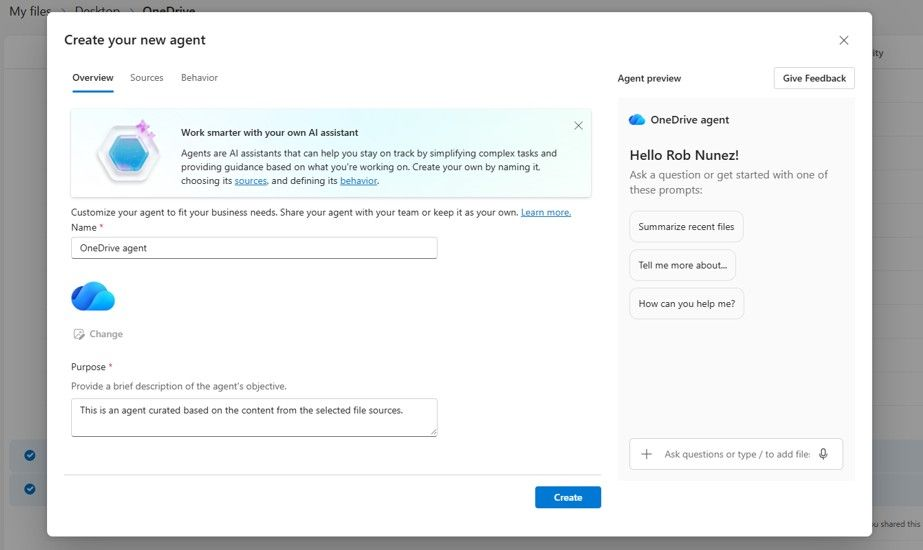 My files > Desktop > OneDrive
Create your new agent
Overview Sources Behavior
Work smarter with your own AI assistant
Agents are AI assistants that can help you stay on track by simplifying complex tasks and
providing guidance based on what you're working on. Create your own by naming it,
choosing its sources, and defining its behavior.
Customize your agent to fit your business needs. Share your agent with your team or keep it as your own. Learn more.
Name *
OneDrive agent
Change
Purpose *
Provide a brief description of the agent's objective.
This is an agent curated based on the content from the selected file sources.
Create
Agent preview
Give Feedback
OneDrive agent
Hello Rob Nunez!
Ask a question or get started with one
of these prompts:
Summarize recent files
Tell me more about...
How can you help me?
Ask questions or type / to add file
shared this